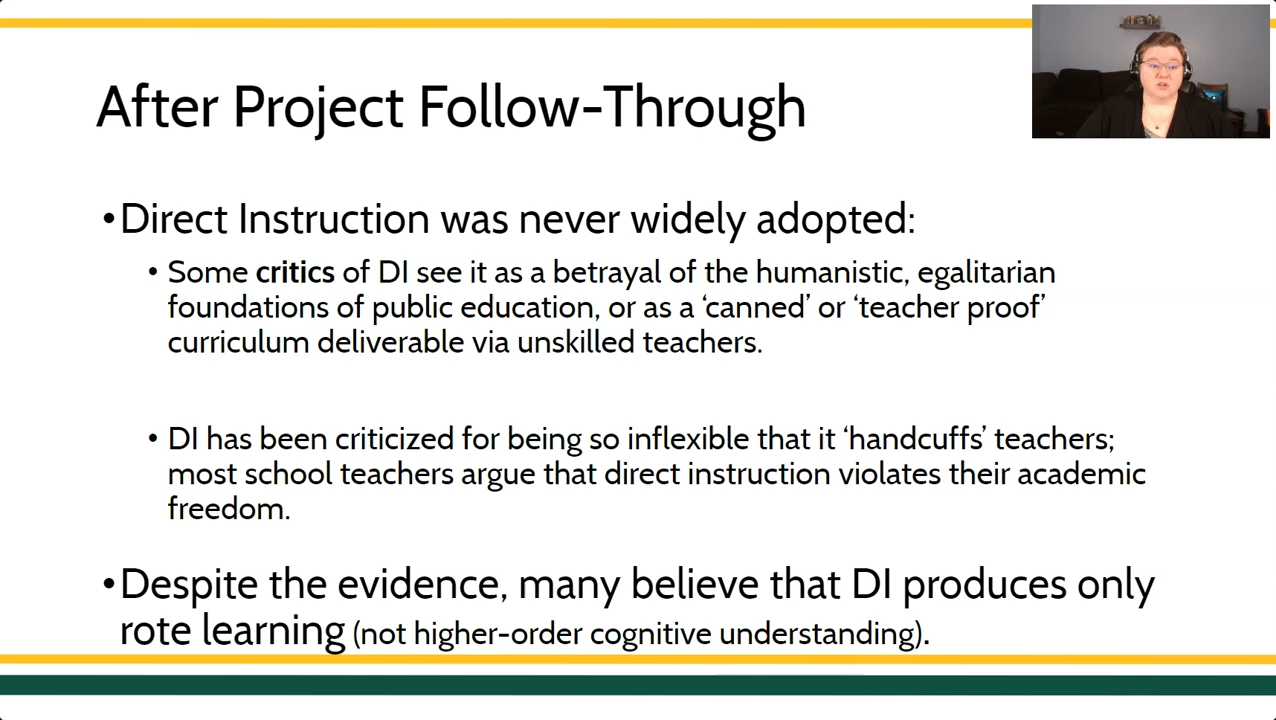 After Project Follow-Through
•Direct Instruction was never widely adopted:
• Some critics of DI see it as a betrayal of the humanistic, egalitarian
foundations of public education, or as a ‘canned’ or ‘teacher proof’
curriculum deliverable via unskilled teachers.
• DI has been criticized for being so inflexible that it ‘handcuffs’ teachers;
most school teachers argue that direct instruction violates their academic
freedom.
•Despite the evidence, many believe that DI produces only
rote learning (not higher-order cognitive understanding).